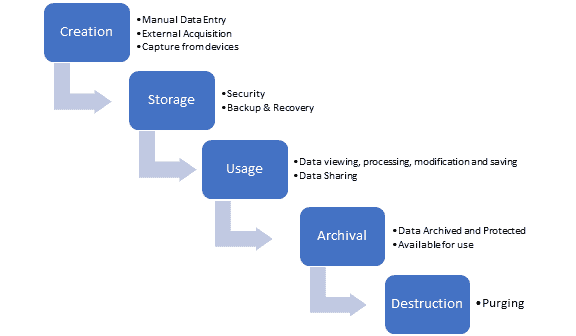 Creation
•Manual Data Entry
•External Acquisition
•Capture from devices
Storage
•Security
•Backup & Recovery
Usage
•Data viewing, processing, modification and saving
•Data Sharing
Archival
•Data Archived and Protected
•Available for use
Destruction
•Purging